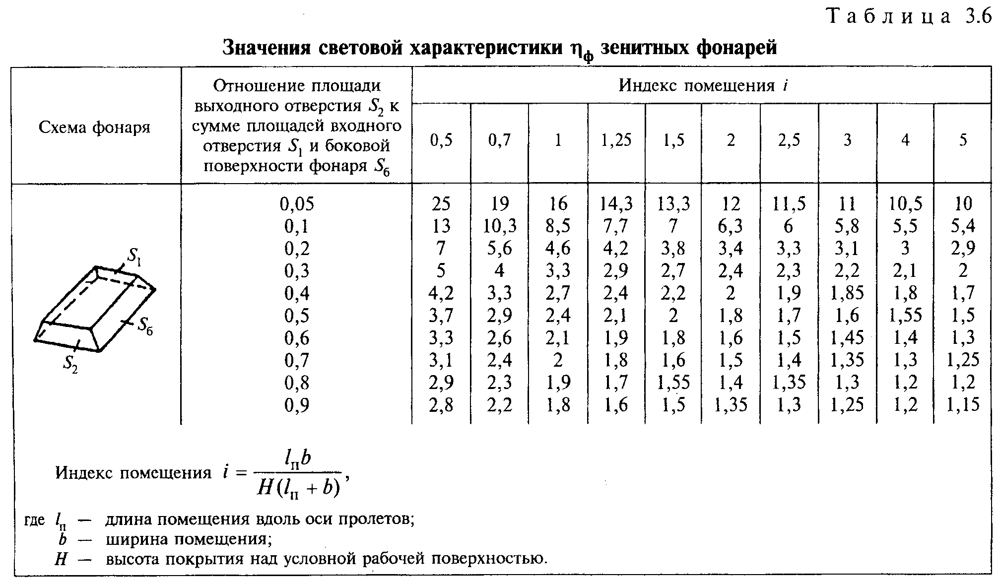 Таблица 3.6
Значения световой характеристики ηф зенитных фонарей
Схема фонаря
Отношение площади
выходного отверстия S2 к
сумме площадей входного
отверстия S1 и боковой
поверхности фонаря Sб
Индекс помещения i
0,5 0,7 1 1,25 1,5 2 2,5 3 4 5
0,05 25 19 16 14,3 13,3 12 11,5 11 10,5 10
0,1 13 10,3 8,5 7,7 7 6,3 6 5,8 5,5 5,4
0,2 7 5,6 4,6 4,2 3,8 3,4 3,3 3,1 3 2,9
0,3 5 4 3,3 2,9 2,7 2,4 2,3 2,2 2,1 2
0,4 4,2 3,3 2,7 2,4 2,2 2 1,9 1,85 1,8 1,7
0,5 3,7 2,9 2,4 2,1 2 1,8 1,7 1,6 1,55 1,5
0,6 3,3 2,6 2,1 1,9 1,8 1,6 1,5 1,45 1,4 1,3
0,7 3,1 2,4 2 1,8 1,6 1,5 1,4 1,35 1,3 1,25
0,8 2,9 2,3 1,9 1,7 1,55 1,4 1,35 1,3 1,2 1,2
0,9 2,8 2,2 1,8 1,6 1,5 1,35 1,3 1,25 1,2 1,15
S1
Sб
S2
Индекс помещения i = lпb / H(lп + b),
где lп — длина помещения вдоль оси пролетов;
b — ширина помещения;
H — высота покрытия над условной рабочей поверхностью.